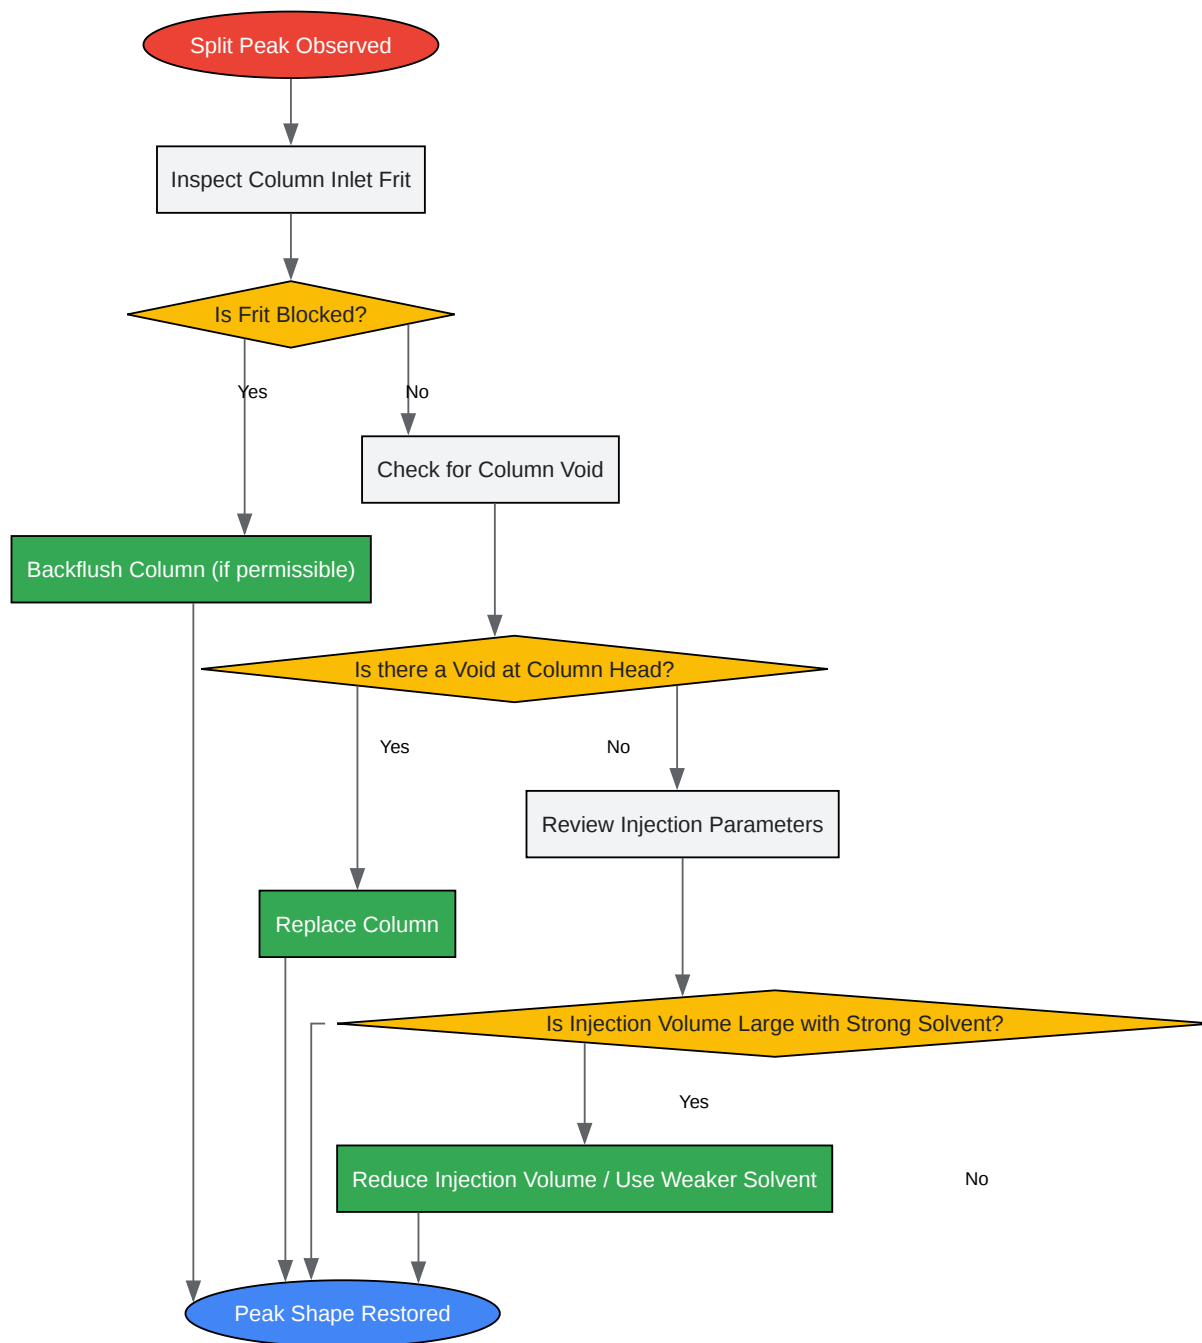 Split Peak Observed
Inspect Column Inlet Frit
Is Frit Blocked?
Yes
No
Check for Column Void
Backflush Column (if permissible)
Is there a Void at Column Head?
Yes
No
Review Injection Parameters
Replace Column
Is Injection Volume Large with Strong Solvent?
Yes
Reduce Injection Volume / Use Weaker Solvent
No
Peak Shape Restored